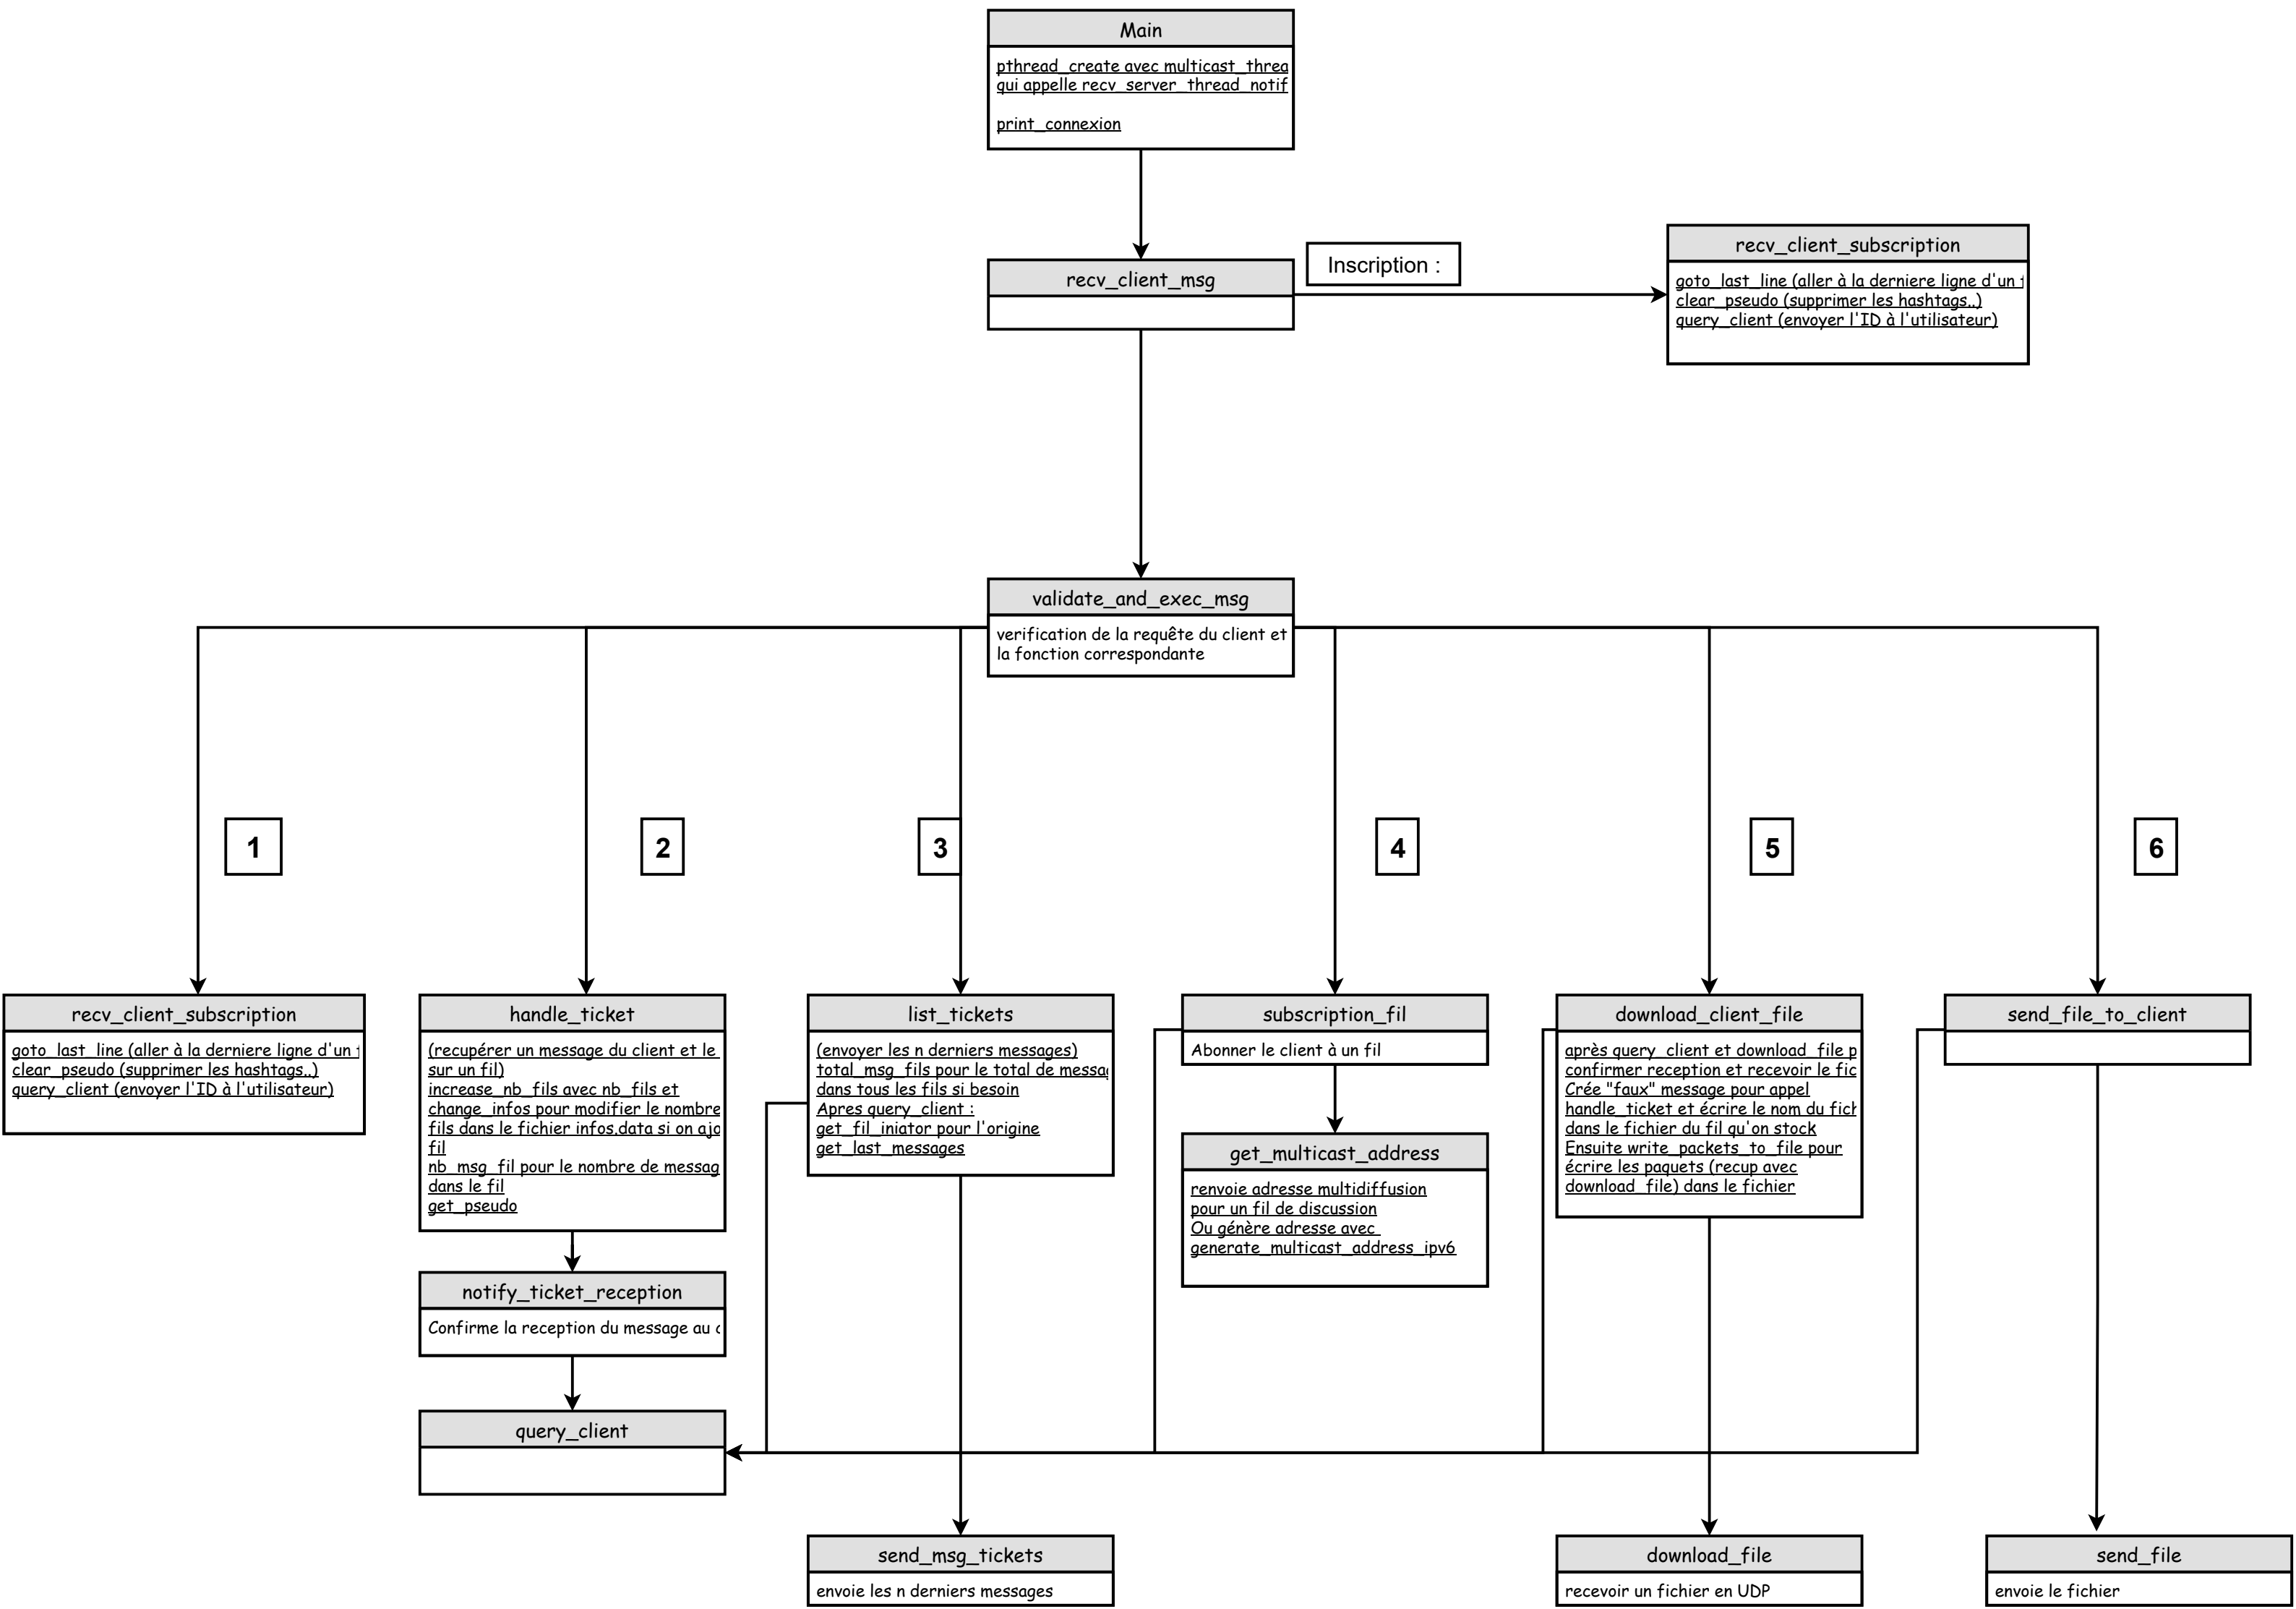 Main
pthread_create avec
qui appelle recv_server_thread_notif
print_connexion
recv_client_msg
Inscription :
recv_client_subscription
goto_last_line (aller à la derniere ligne d'un
clear_pseudo (supprimer les hashtags..)
query_client (envoyer l'ID à l'utilisateur)
validate_and_exec_msg
verification de la requête du client et
la fonction correspondante
1
2
3
4
5
6
recv_client_subscription
goto_last_line (aller à la derniere ligne d'un
clear_pseudo (supprimer les hashtags..)
query_client (envoyer l'ID à l'utilisateur)
handle_ticket
(recupérer un message du client et le
sur un fil)
increase_nb_fils avec nb_fils et
change_infos pour modifier le nombre
fils dans le fichier infos.data si on
fil
nb_msg_fil pour le nombre de
dans le fil
get_pseudo
notify_ticket_reception
Confirme la reception du message au
query_client
list_tickets
(envoyer les n derniers messages)
total_msg_fils pour le total de
dans tous les fils si besoin
Apres query_client :
get_fil_iniator pour l'origine
get_last_messages
send_msg_tickets
envoie les n derniers messages
subscription_fil
Abonner le client à un fil
get_multicast_address
renvoie adresse multidiffusion
pour un fil de discussion
Ou génère adresse avec
generate_multicast_address_ipv6
download_client_file
après query_client et download_file
confirmer reception et recevoir le
Crée "faux" message pour appel
handle_ticket et écrire le nom du
dans le fichier du fil qu'on stock
Ensuite write_packets_to_file pour
écrire les paquets (recup avec
download_file) dans le fichier
download_file
recevoir un fichier en UDP
send_file_to_client
send_file
envoie le fichier